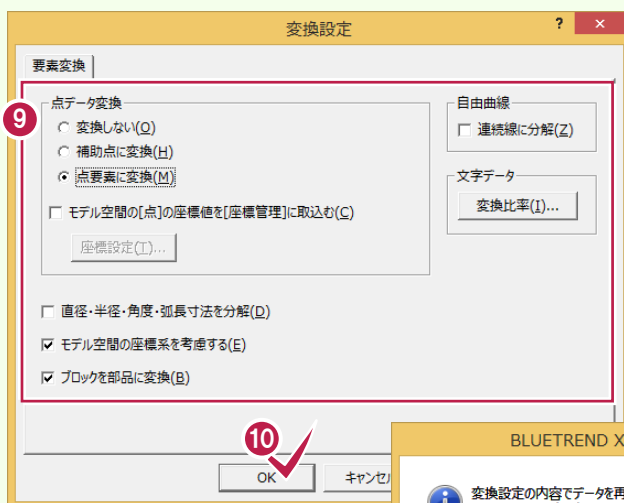 変換設定
? ×
要素変換
9
点データ変換
変換しない(O)
補助点に変換(H)
点要素に変換(M)
モデル空間の[点]の座標値を[座標管理]に取込む(C)
座標設定(T)...
自由曲線
連続線に分解(Z)
文字データ
変換比率(I)...
直径・半径・角度・弧長寸法を分解(D)
モデル空間の座標系を考慮する(E)
ブロックを部品に変換(B)
10
OK
キャンセ
BLUETREND X
変換設定の内容でデータを再